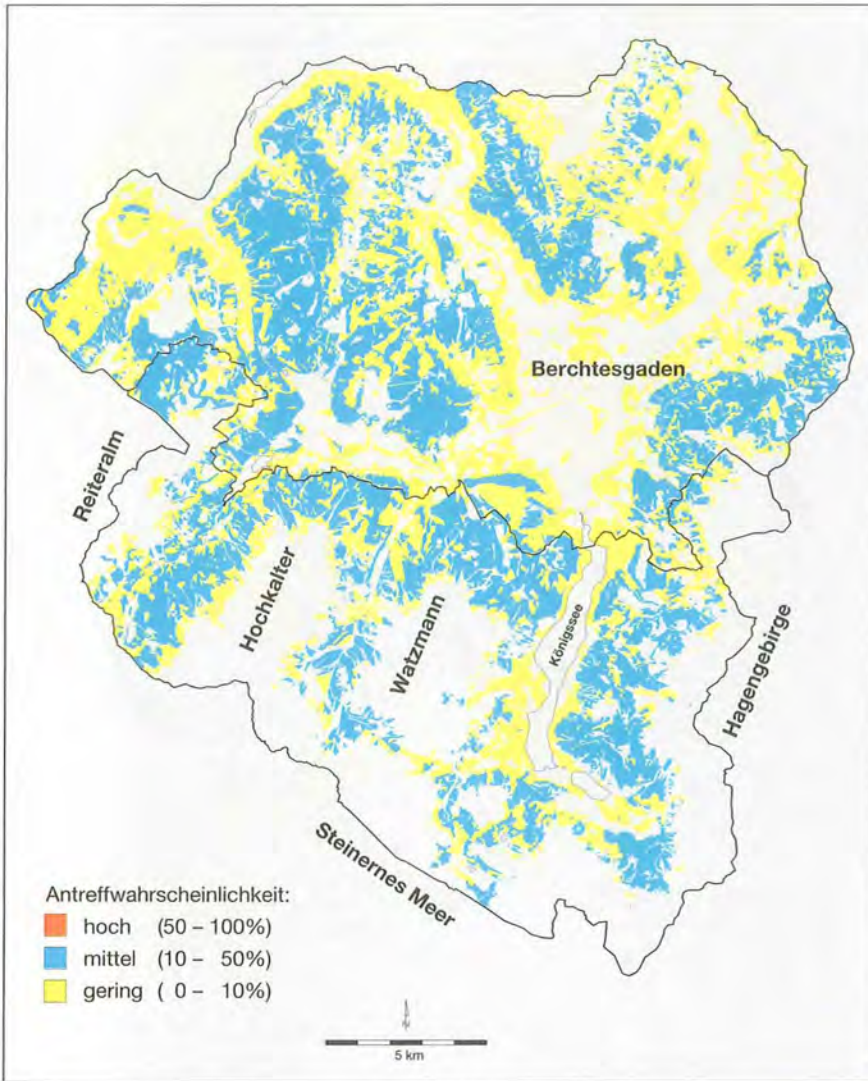 Berchtesgaden
Reiteralm
Hochkalter
Watzmann
Königssee
Hagengebirge
Steinernes Meer
Antreffwahrscheinlichkeit:
hoch (50 – 100%)
mittel (10 – 50%)
gering ( 0 – 10%)
N
5 km